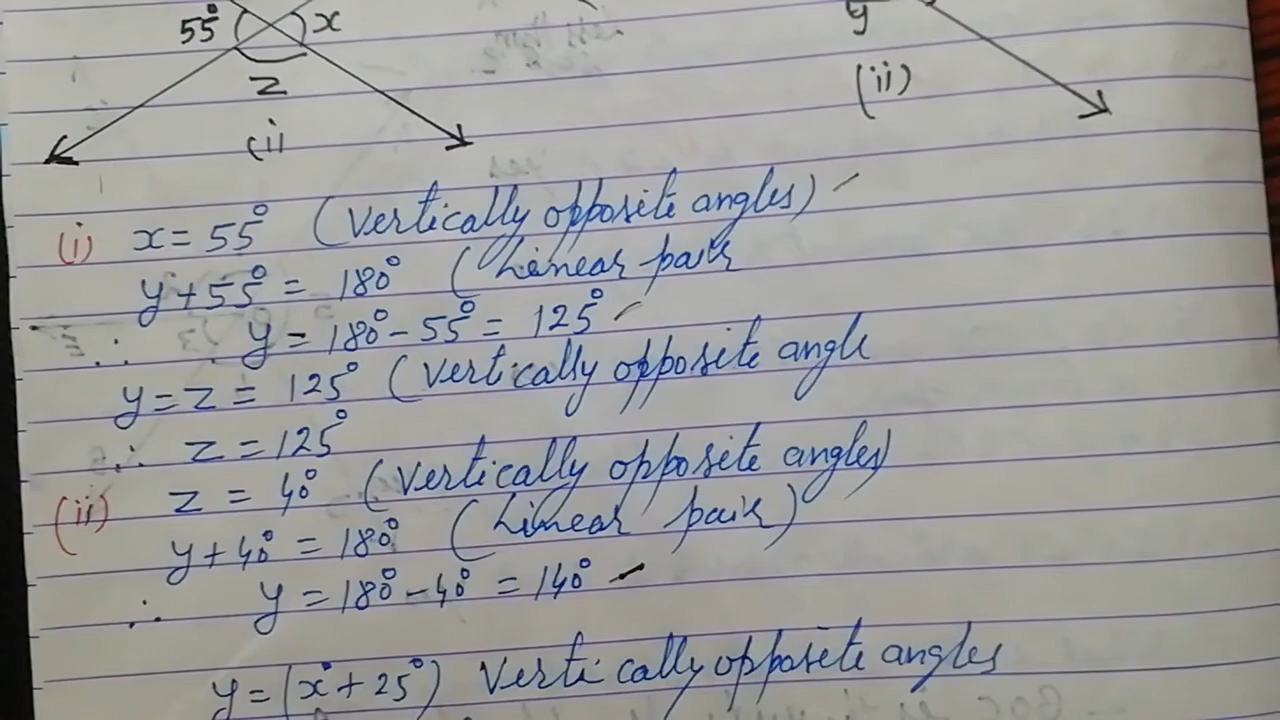 55° x y
z (ii)
(i)
(i) x = 55° (Vertically opposite angles)
y + 55° = 180° (Linear pair
∴ y = 180° - 55° = 125°
y = z = 125° (Vertically opposite angle
∴ z = 125°
(ii) z = 40° (Vertically opposite angles)
y + 40° = 180° (Linear pair)
∴ y = 180° - 40° = 140°
y = (x° + 25°) Vertically opposite angles